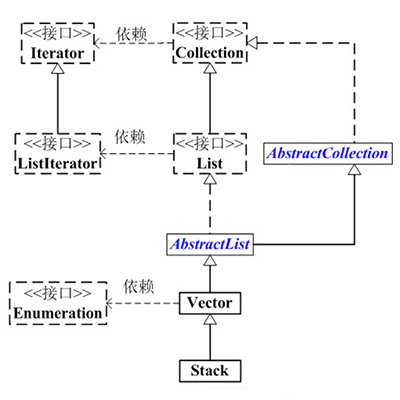 <<接口>>
Iterator
依赖
<<接口>>
Collection
<<接口>>
ListIterator
依赖
<<接口>>
List
AbstractCollection
AbstractList
<<接口>>
Enumeration
依赖
Vector
Stack